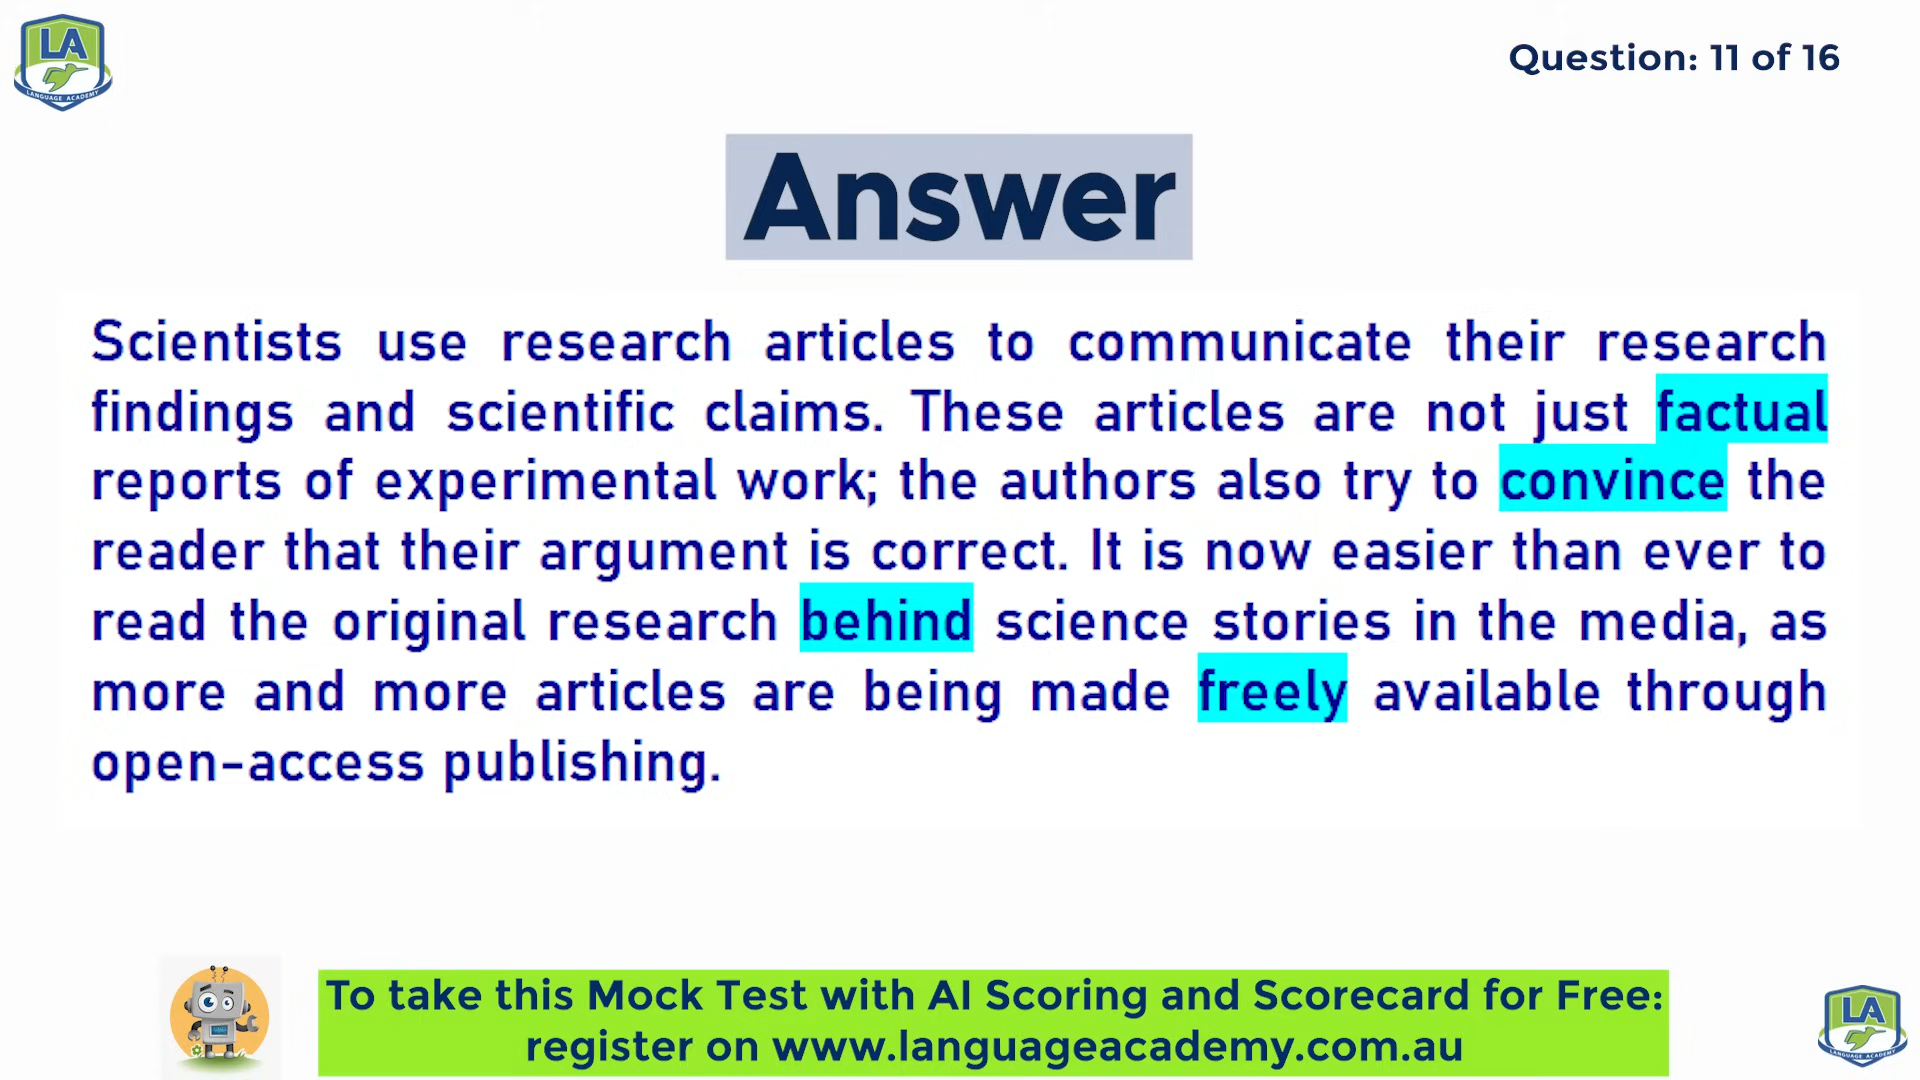 LA
LANGUAGE ACADEMY
Question: 11 of 16
Answer
Scientists use research articles to communicate their research
findings and scientific claims. These articles are not just factual
reports of experimental work; the authors also try to convince the
reader that their argument is correct. It is now easier than ever to
read the original research behind science stories in the media, as
more and more articles are being made freely available through
open-access publishing.
To take this Mock Test with AI Scoring and Scorecard for Free:
register on www.languageacademy.com.au
LA
LANGUAGE ACADEMY